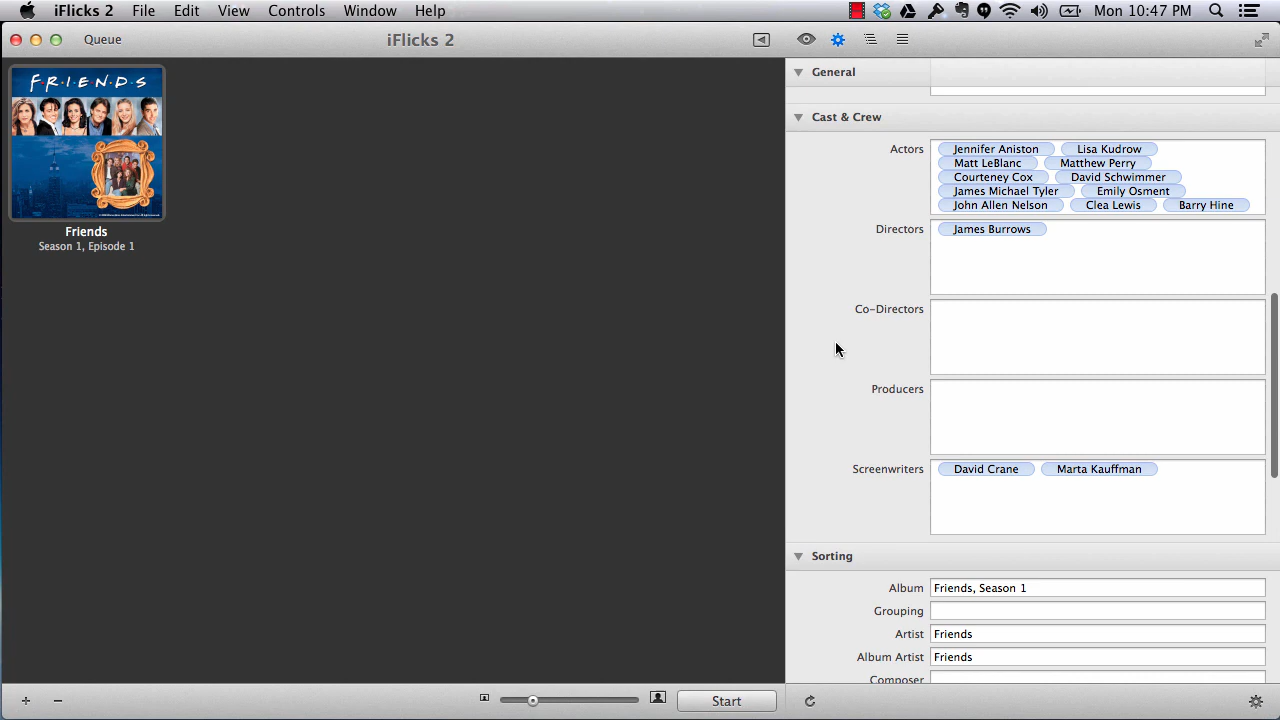 iFlicks 2 File Edit View Controls Window Help Mon 10:47 PM
Queue iFlicks 2
F·R·I·E·N·D·S
Friends
Season 1, Episode 1
General
Cast & Crew
Actors Jennifer Aniston Lisa Kudrow
Matt LeBlanc Matthew Perry
Courteney Cox David Schwimmer
James Michael Tyler Emily Osment
John Allen Nelson Clea Lewis Barry Hine
Directors James Burrows
Co-Directors
Producers
Screenwriters David Crane Marta Kauffman
Sorting
Album Friends, Season 1
Grouping
Artist Friends
Album Artist Friends
Composer
+ − Start